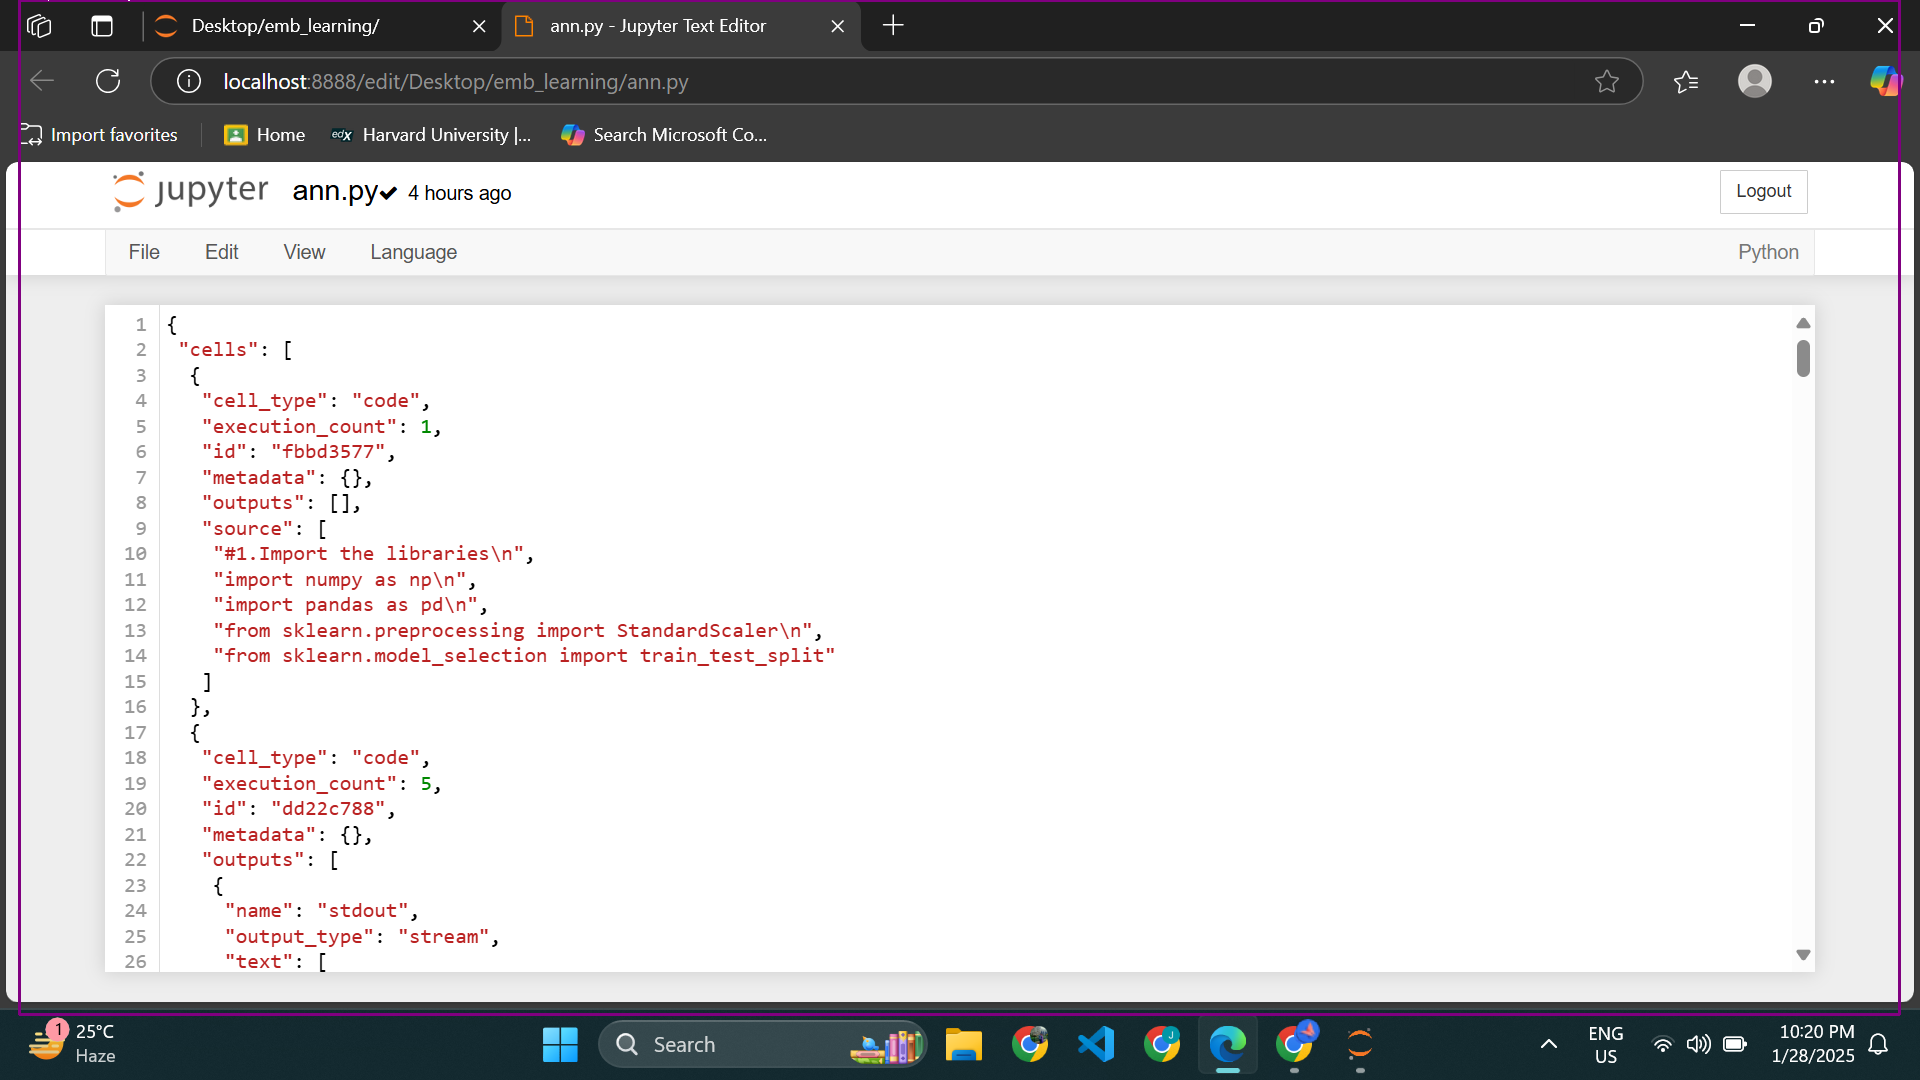 Desktop/emb_learning/
ann.py - Jupyter Text Editor
localhost:8888/edit/Desktop/emb_learning/ann.py
Import favorites
Home
edX
Harvard University |...
Search Microsoft Co...
jupyter
ann.py
4 hours ago
Logout
File
Edit
View
Language
Python
1 {
2 "cells": [
3 {
4 "cell_type": "code",
5 "execution_count": 1,
6 "id": "fbbd3577",
7 "metadata": {},
8 "outputs": [],
9 "source": [
10 "#1.Import the libraries\n",
11 "import numpy as np\n",
12 "import pandas as pd\n",
13 "from sklearn.preprocessing import StandardScaler\n",
14 "from sklearn.model_selection import train_test_split"
15 ]
16 },
17 {
18 "cell_type": "code",
19 "execution_count": 5,
20 "id": "dd22c788",
21 "metadata": {},
22 "outputs": [
23 {
24 "name": "stdout",
25 "output_type": "stream",
26 "text": [
1
25°C
Haze
Search
J
ENG
US
10:20 PM
1/28/2025